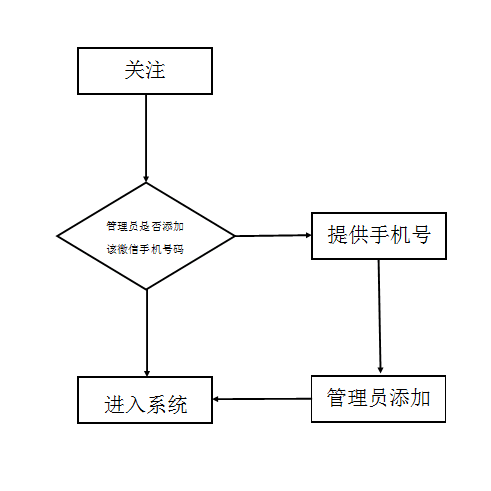 关注
管理员是否添加
该微信手机号码
提供手机号
进入系统
管理员添加